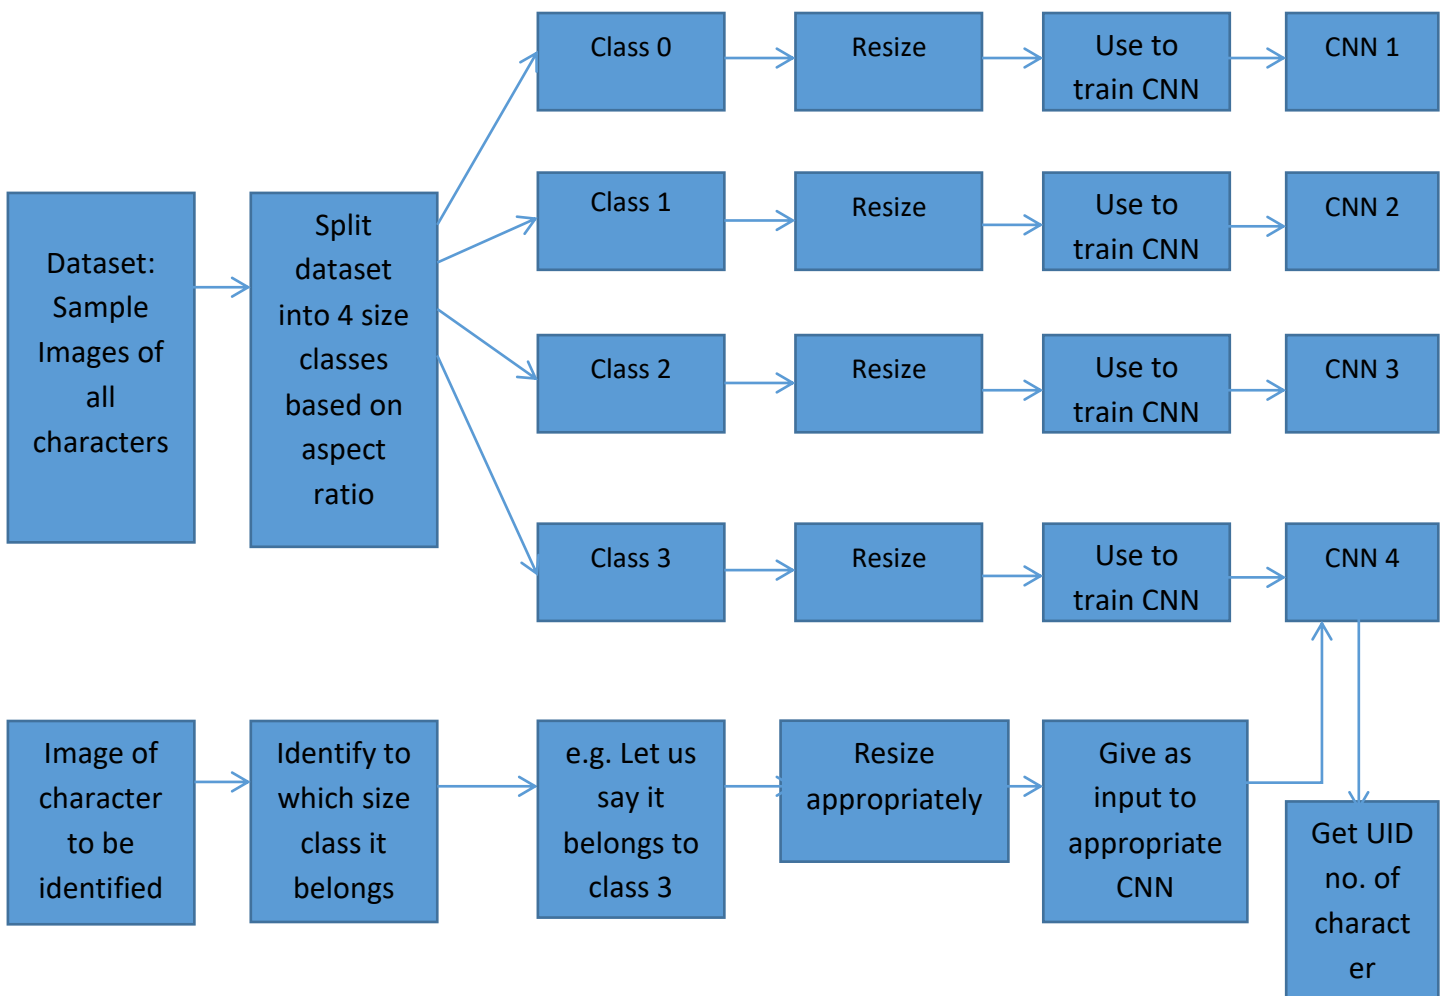 Class 0
Resize
Use to
train CNN
CNN 1
Class 1
Resize
Use to
train CNN
CNN 2
Dataset:
Sample
Images of
all
characters
Split
dataset
into 4 size
classes
based on
aspect
ratio
Class 2
Resize
Use to
train CNN
CNN 3
Class 3
Resize
Use to
train CNN
CNN 4
Image of
character
to be
identified
Identify to
which size
class it
belongs
e.g. Let us
say it
belongs to
class 3
Resize
appropriately
Give as
input to
appropriate
CNN
Get UID
no. of
charact
er